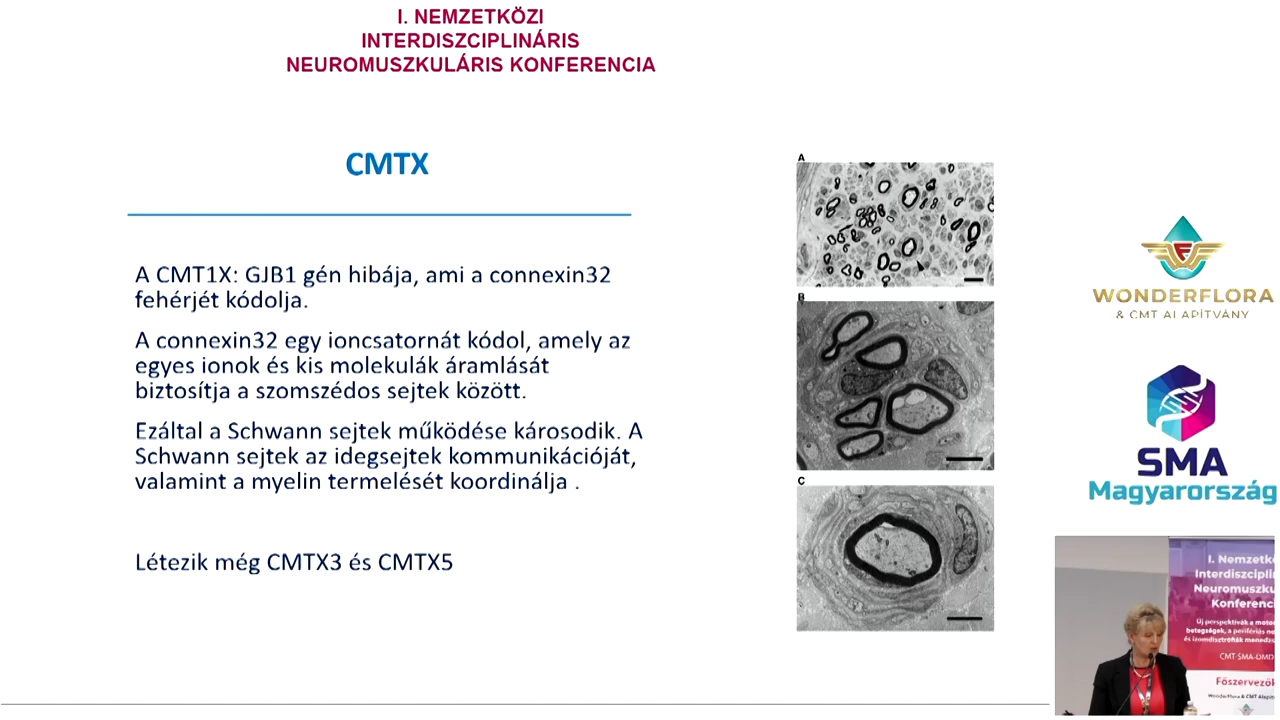 I. NEMZETKÖZI
INTERDISZCIPLINÁRIS
NEUROMUSZKULÁRIS KONFERENCIA
CMTX
A CMT1X: GJB1 gén hibája, ami a connexin32
fehérjét kódolja.
A connexin32 egy ioncsatornát kódol, amely az
egyes ionok és kis molekulák áramlását
biztosítja a szomszédos sejtek között.
Ezáltal a Schwann sejtek működése károsodik. A
Schwann sejtek az idegsejtek kommunikációját,
valamint a myelin termelését koordinálja .
Létezik még CMTX3 és CMTX5
A
B
C
WONDERFLORA
& CMT ALAPÍTVÁNY
SMA
Magyarország
I. Nemzetk
Interdiszciplin
Neuromuszku
Konferenci
Új perspektívák a moto
betegségek, a perifériás ne
és izomdisztrófiák menedzs
CMT-SMA-DMD
Főszervezők
Wonderflora & CMT Alapít